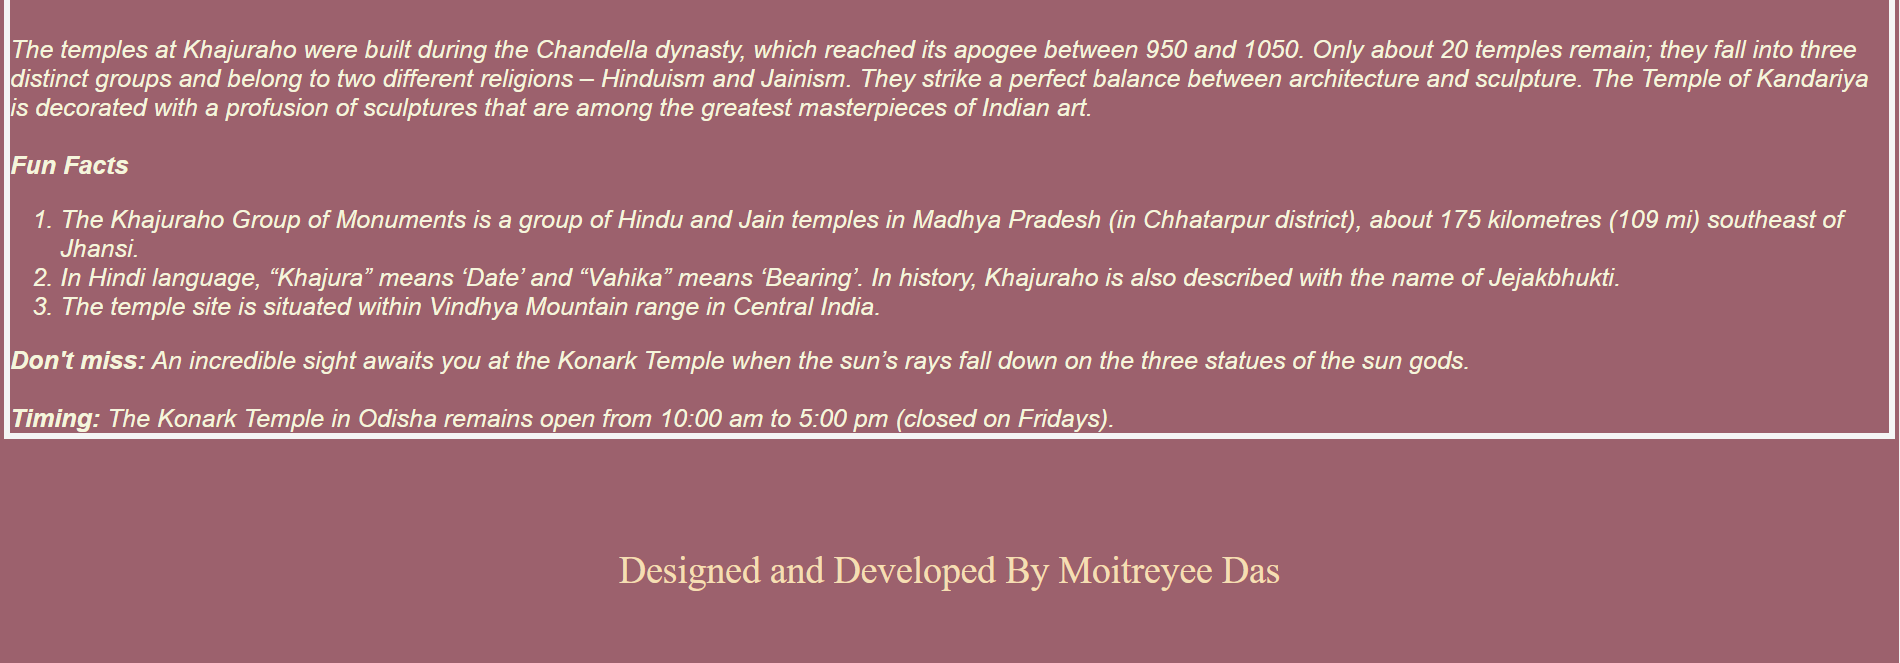 The temples at Khajuraho were built during the Chandella dynasty, which reached its apogee between 950 and 1050. Only about 20 temples remain; they fall into three
distinct groups and belong to two different religions – Hinduism and Jainism. They strike a perfect balance between architecture and sculpture. The Temple of Kandariya
is decorated with a profusion of sculptures that are among the greatest masterpieces of Indian art.
Fun Facts
1. The Khajuraho Group of Monuments is a group of Hindu and Jain temples in Madhya Pradesh (in Chhatarpur district), about 175 kilometres (109 mi) southeast of
Jhansi.
2. In Hindi language, “Khajura” means ‘Date’ and “Vahika” means ‘Bearing’. In history, Khajuraho is also described with the name of Jejakbhukti.
3. The temple site is situated within Vindhya Mountain range in Central India.
Don't miss: An incredible sight awaits you at the Konark Temple when the sun’s rays fall down on the three statues of the sun gods.
Timing: The Konark Temple in Odisha remains open from 10:00 am to 5:00 pm (closed on Fridays).
Designed and Developed By Moitreyee Das